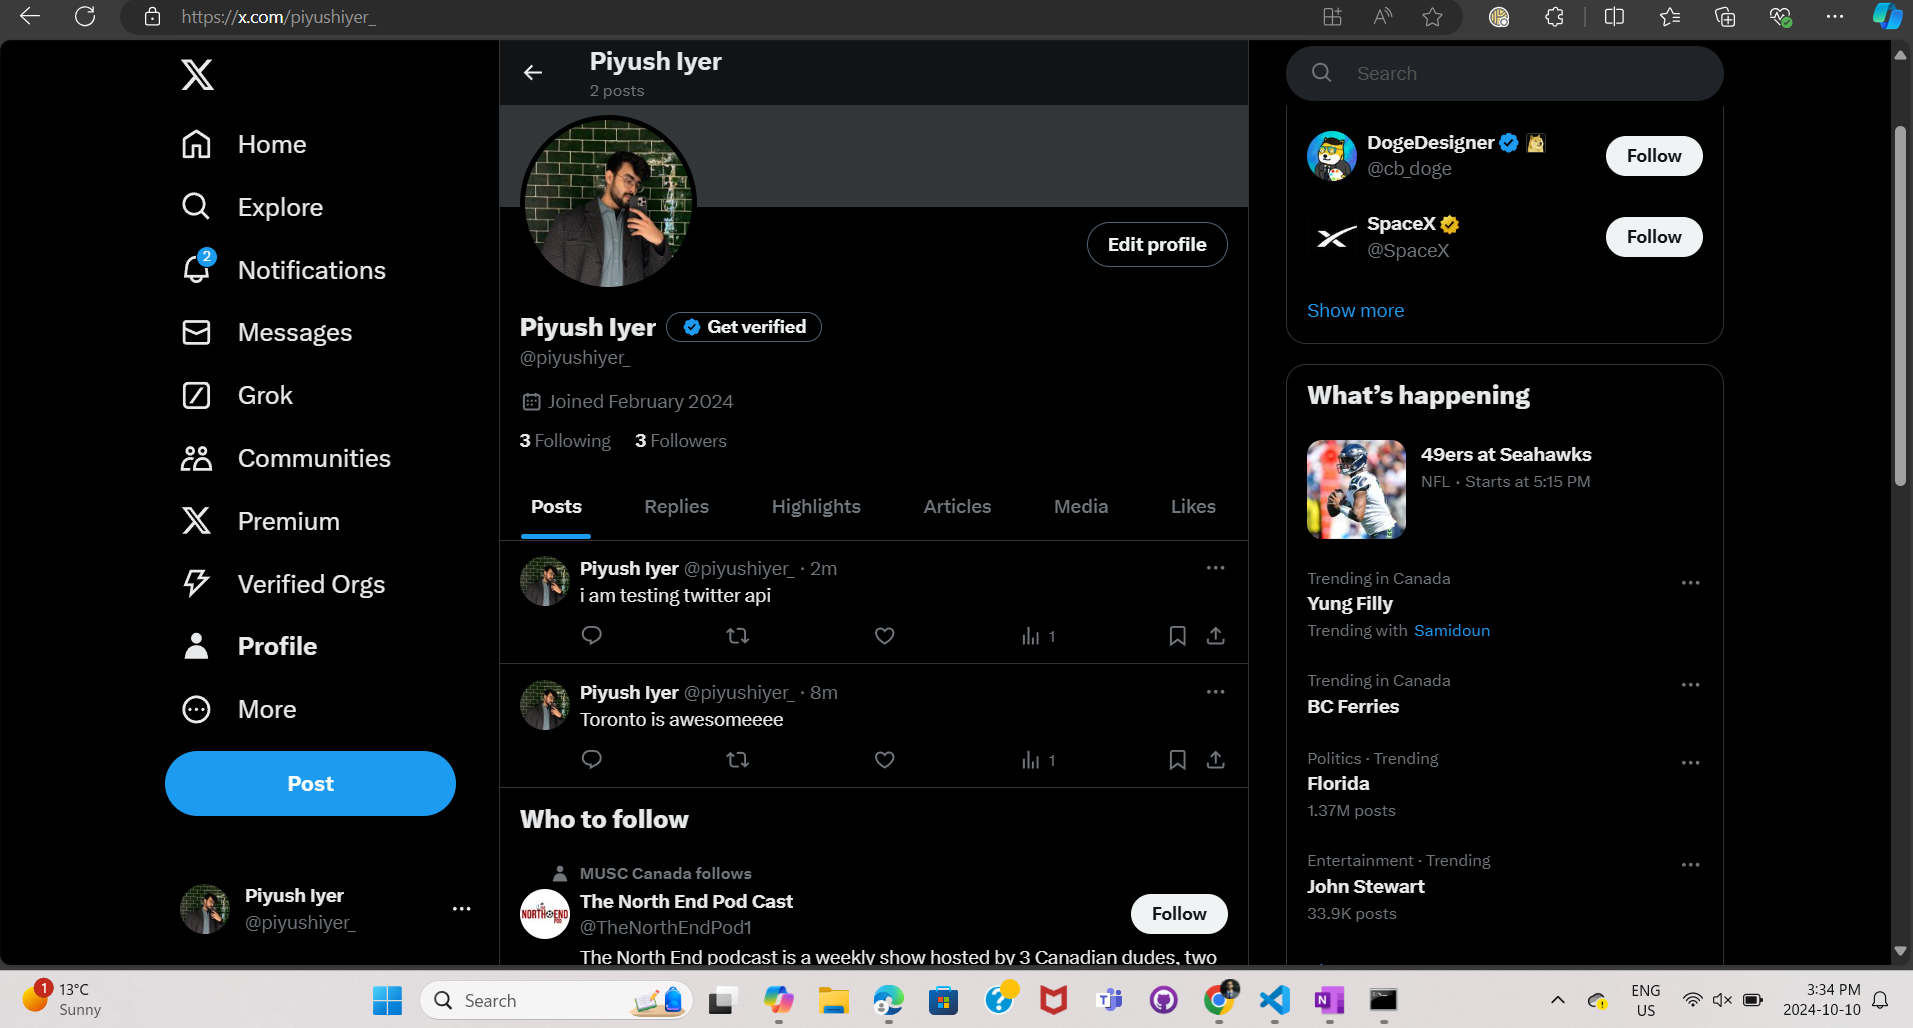 https://x.com/piyushiyer_
Home
Explore
2
Notifications
Messages
Grok
Communities
Premium
Verified Orgs
Profile
More
Post
Piyush Iyer
@piyushiyer_
Piyush Iyer
2 posts
Edit profile
Piyush Iyer
Get verified
@piyushiyer_
Joined February 2024
3 Following 3 Followers
Posts Replies Highlights Articles Media Likes
Piyush Iyer @piyushiyer_ · 2m
i am testing twitter api
1
Piyush Iyer @piyushiyer_ · 8m
Toronto is awesomeeee
1
Who to follow
MUSC Canada follows
The North End Pod Cast
@TheNorthEndPod1
Follow
The North End podcast is a weekly show hosted by 3 Canadian dudes, two
NORTH END
POD
Search
DogeDesigner
@cb_doge
Follow
SpaceX
@SpaceX
Follow
Show more
What's happening
49ers at Seahawks
NFL · Starts at 5:15 PM
Trending in Canada
Yung Filly
Trending with Samidoun
Trending in Canada
BC Ferries
Politics · Trending
Florida
1.37M posts
Entertainment · Trending
John Stewart
33.9K posts
1
13°C
Sunny
Search
ENG
US
3:34 PM
2024-10-10